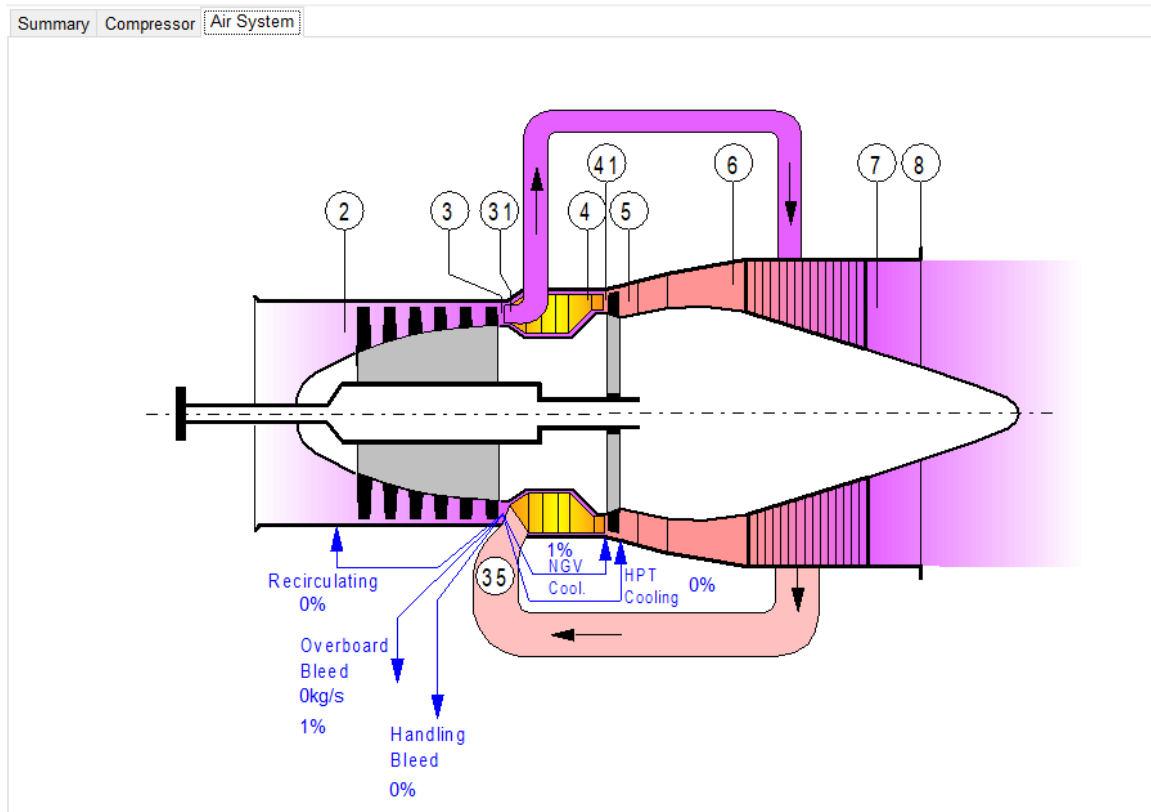 Summary Compressor Air System
41
6
7
8
2
3
31
4
5
35
1%
NGV
Cool.
HPT
Cooling
0%
Recirculating
0%
Overboard
Bleed
0kg/s
1%
Handling
Bleed
0%